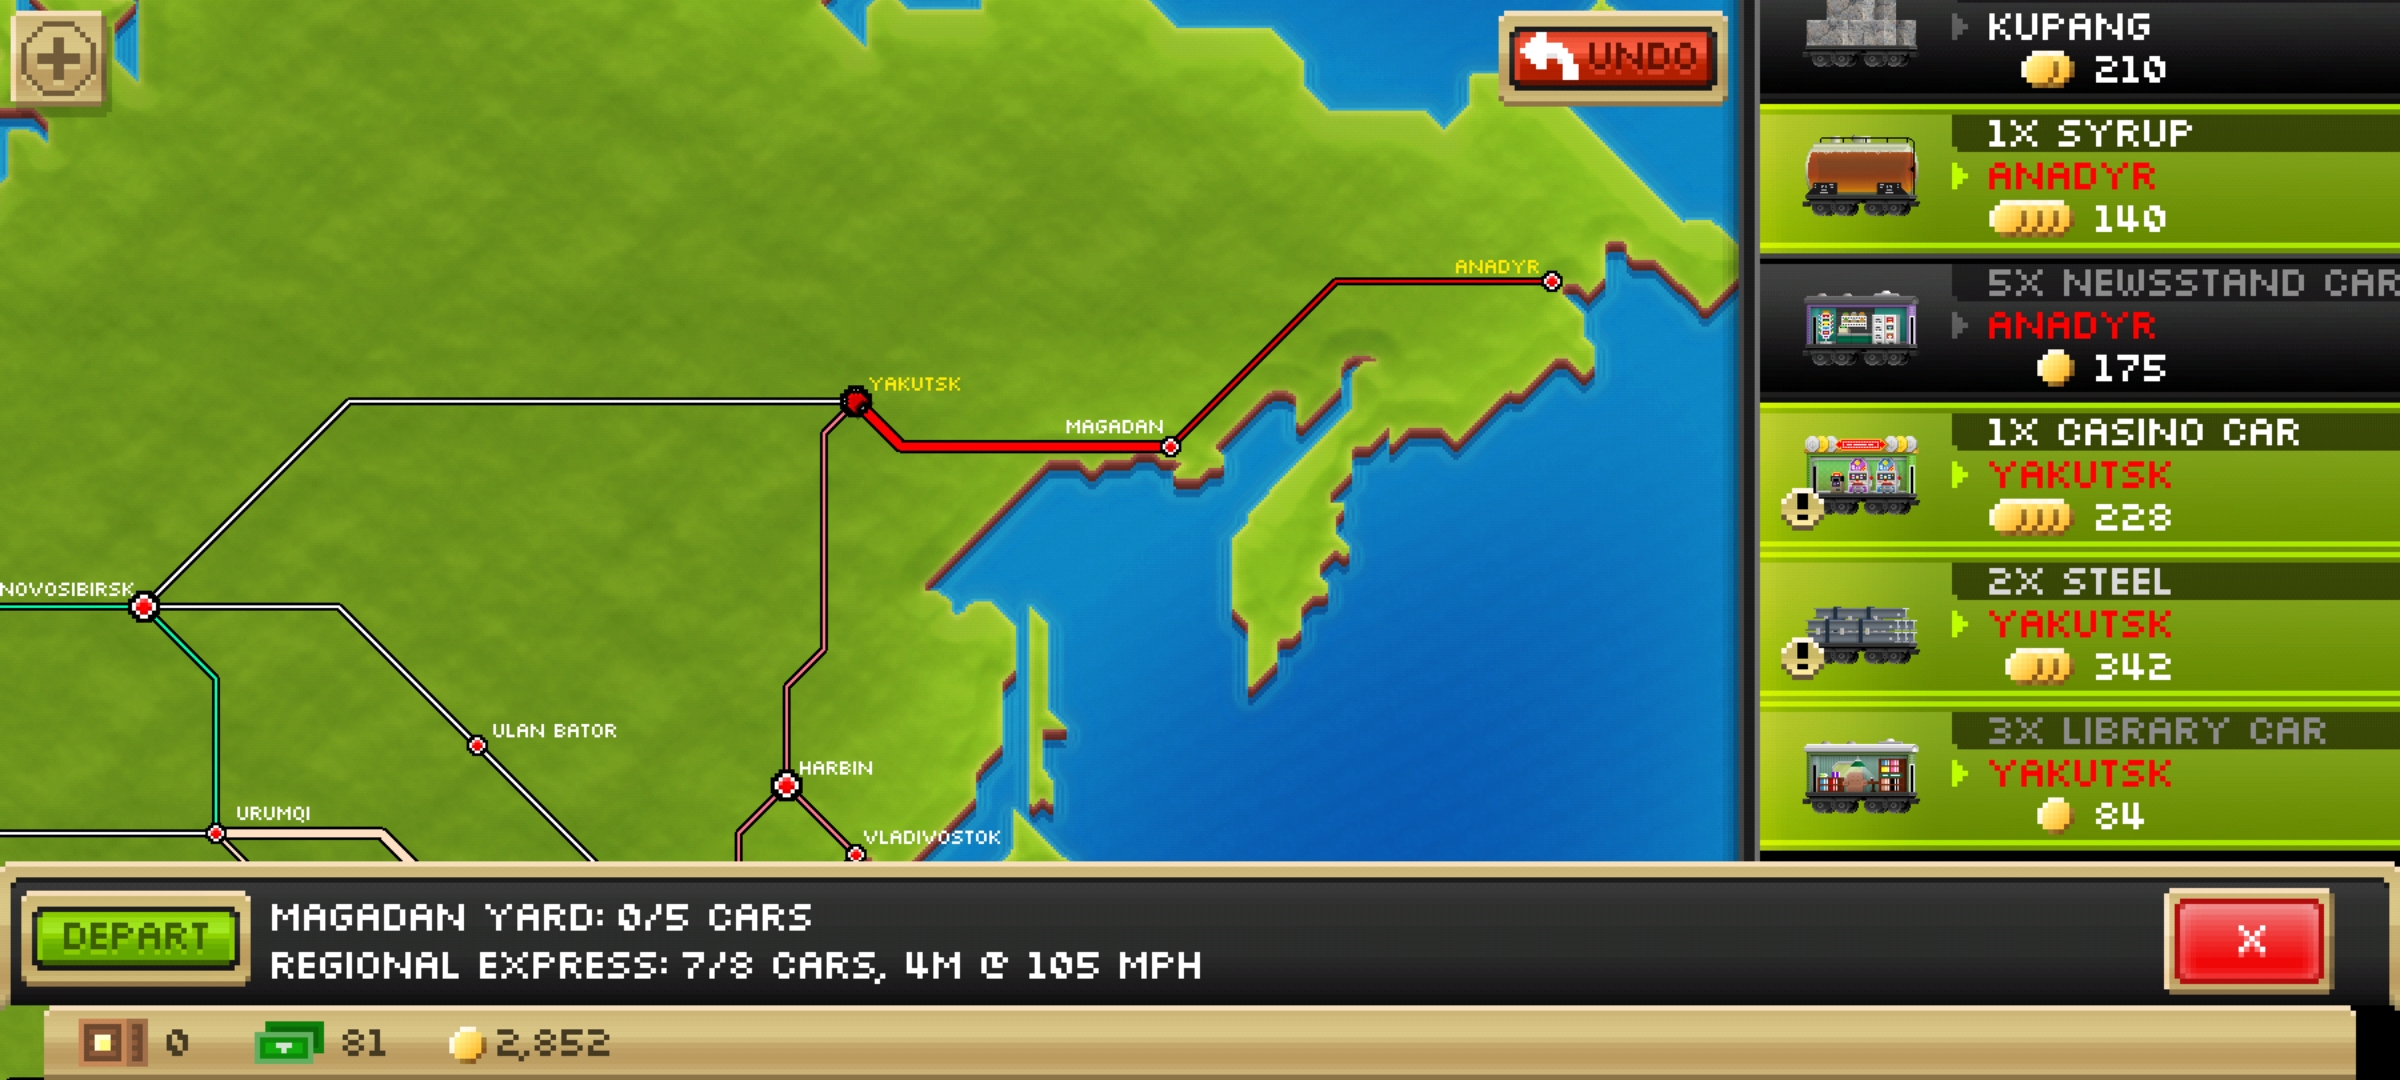 UNDO
KUPANG
210
1X SYRUP
ANADYR
140
5X NEWSSTAND CAR
ANADYR
175
1X CASINO CAR
YAKUTSK
228
2X STEEL
YAKUTSK
342
3X LIBRARY CAR
YAKUTSK
84
ANADYR
YAKUTSK
MAGADAN
NOVOSIBIRSK
ULAN BATOR
HARBIN
URUMQI
VLADIVOSTOK
DEPART
MAGADAN YARD: 0/5 CARS
REGIONAL EXPRESS: 7/8 CARS, 4M @ 105 MPH
X
0
81
2,852